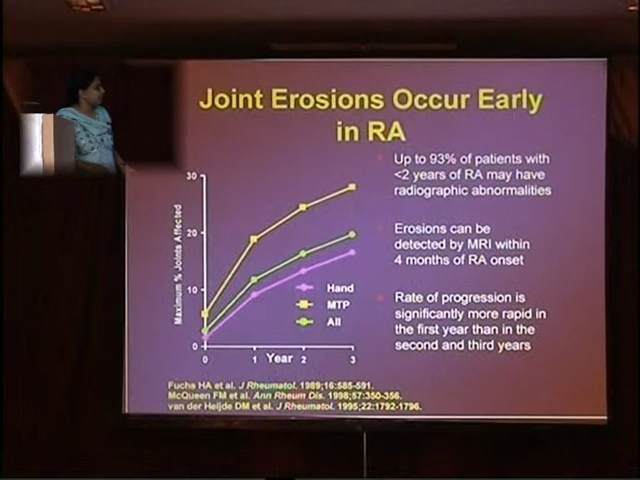 Joint Erosions Occur Early
in RA
Up to 93% of patients with
<2 years of RA may have
radiographic abnormalities
Erosions can be
detected by MRI within
4 months of RA onset
Rate of progression is
significantly more rapid in
the first year than in the
second and third years
Maximum % Joints Affected
30
20
10
0
0 1 2 3
Year
Hand
MTP
All
Fuchs HA et al. J Rheumatol. 1989;16:585-591.
McQueen FM et al. Ann Rheum Dis. 1998;57:350-356.
van der Heijde DM et al. J Rheumatol. 1995;22:1792-1796.